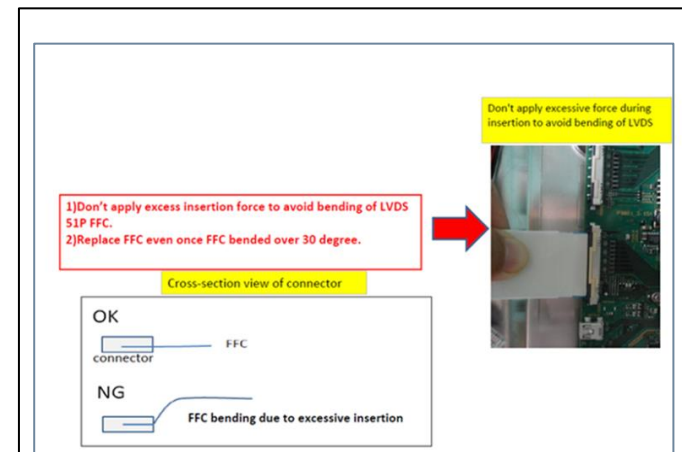 Don't apply excessive force during
insertion to avoid bending of LVDS
1)Don't apply excess insertion force to avoid bending of LVDS
51P FFC.
2)Replace FFC even once FFC bended over 30 degree.
Cross-section view of connector
OK
FFC
connector
NG
FFC bending due to excessive insertion